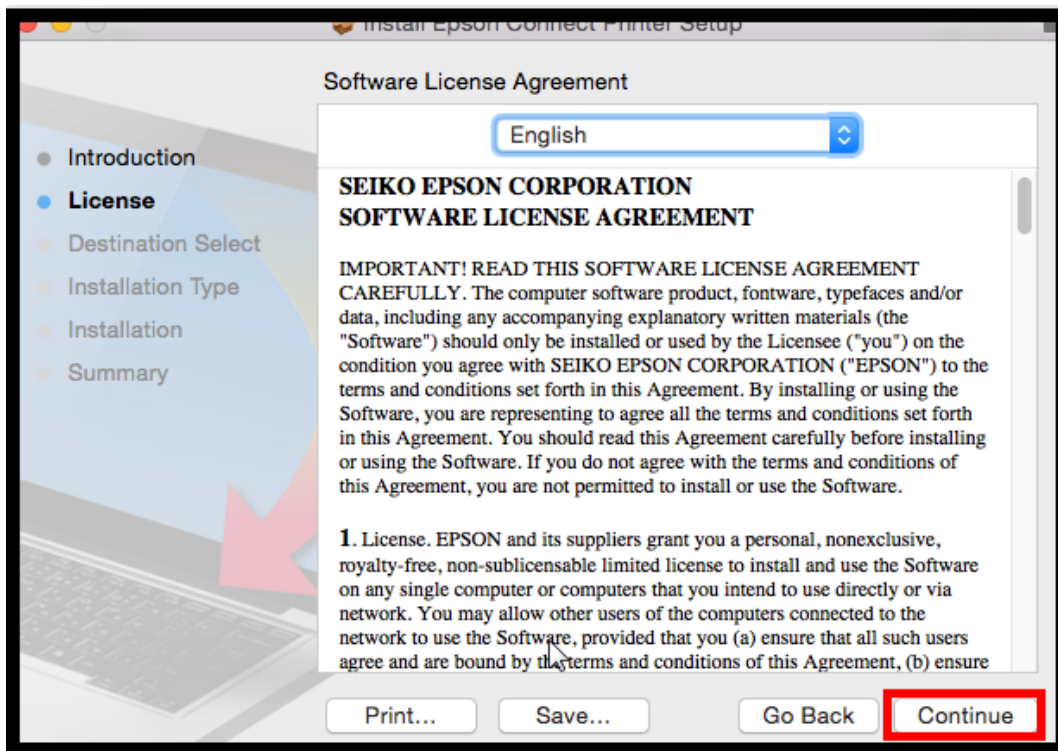 Install Epson Connect Printer Setup
Software License Agreement
English
Introduction
License
Destination Select
Installation Type
Installation
Summary
SEIKO EPSON CORPORATION
SOFTWARE LICENSE AGREEMENT
IMPORTANT! READ THIS SOFTWARE LICENSE AGREEMENT
CAREFULLY. The computer software product, fontware, typefaces and/or
data, including any accompanying explanatory written materials (the
"Software") should only be installed or used by the Licensee ("you") on the
condition you agree with SEIKO EPSON CORPORATION ("EPSON") to the
terms and conditions set forth in this Agreement. By installing or using the
Software, you are representing to agree all the terms and conditions set forth
in this Agreement. You should read this Agreement carefully before installing
or using the Software. If you do not agree with the terms and conditions of
this Agreement, you are not permitted to install or use the Software.
1. License. EPSON and its suppliers grant you a personal, nonexclusive,
royalty-free, non-sublicensable limited license to install and use the Software
on any single computer or computers that you intend to use directly or via
network. You may allow other users of the computers connected to the
network to use the Software, provided that you (a) ensure that all such users
agree and are bound by the terms and conditions of this Agreement, (b) ensure
Print...
Save...
Go Back
Continue